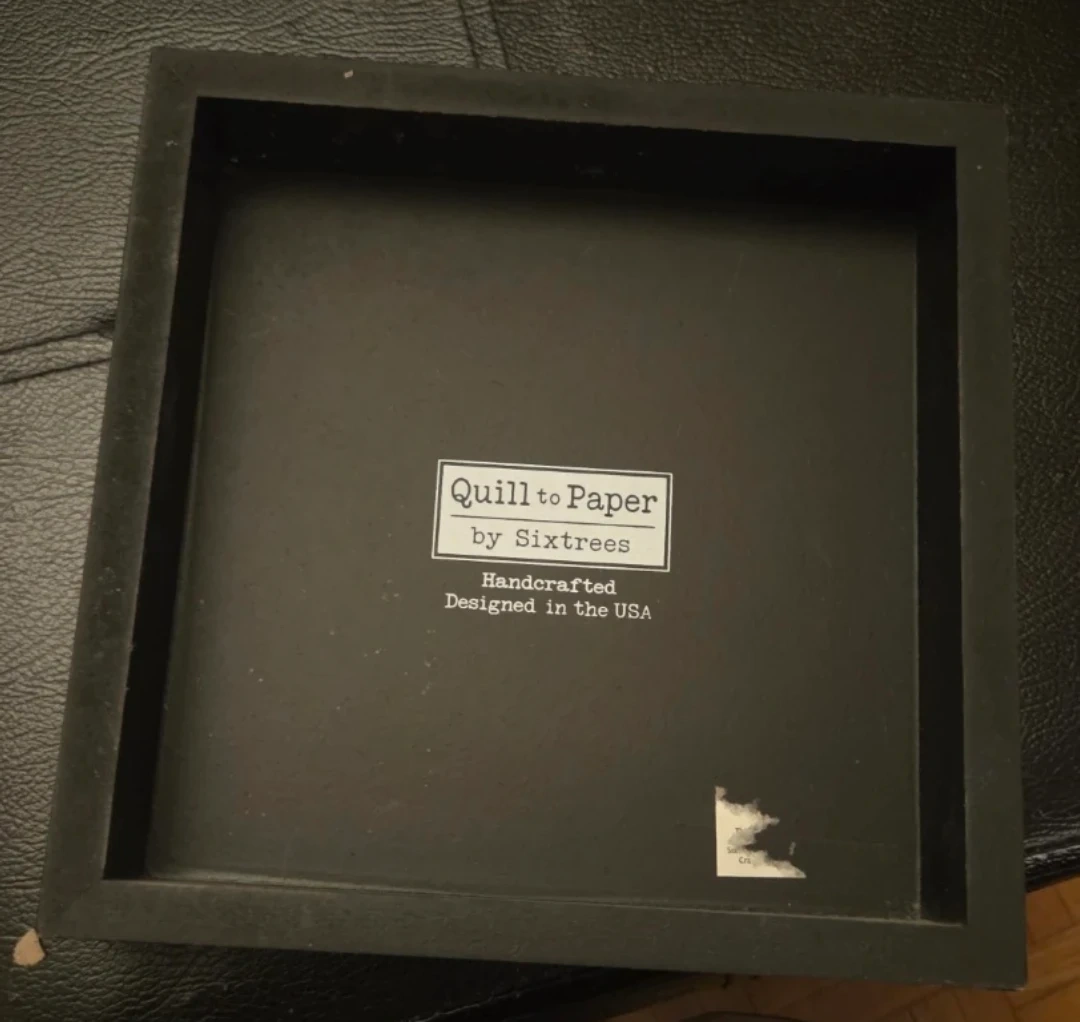 Quill to Paper
by Sixtrees
Handcrafted
Designed in the USA